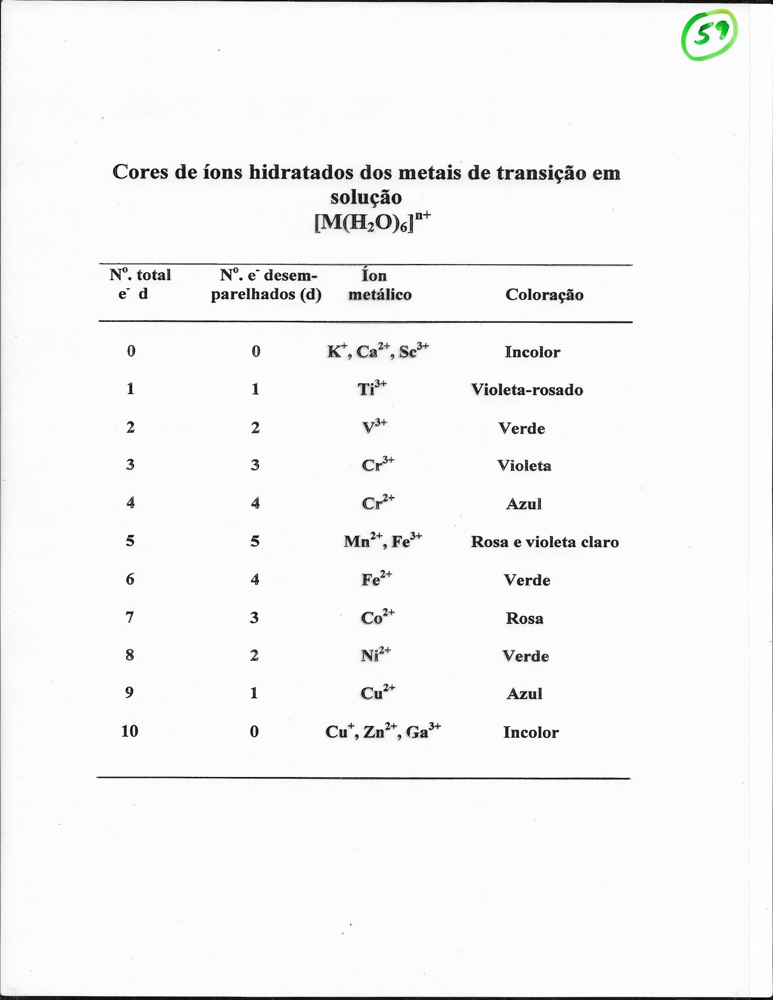 59
Cores de íons hidratados dos metais de transição em
solução
[M(H₂O)₆]ⁿ⁺
Nº. total Nº. e⁻ desem- Íon
e⁻ d parelhados (d) metálico Coloração
0 0 K⁺, Ca²⁺, Sc³⁺ Incolor
1 1 Ti³⁺ Violeta-rosado
2 2 V³⁺ Verde
3 3 Cr³⁺ Violeta
4 4 Cr²⁺ Azul
5 5 Mn²⁺, Fe³⁺ Rosa e violeta claro
6 4 Fe²⁺ Verde
7 3 Co²⁺ Rosa
8 2 Ni²⁺ Verde
9 1 Cu²⁺ Azul
10 0 Cu⁺, Zn²⁺, Ga³⁺ Incolor